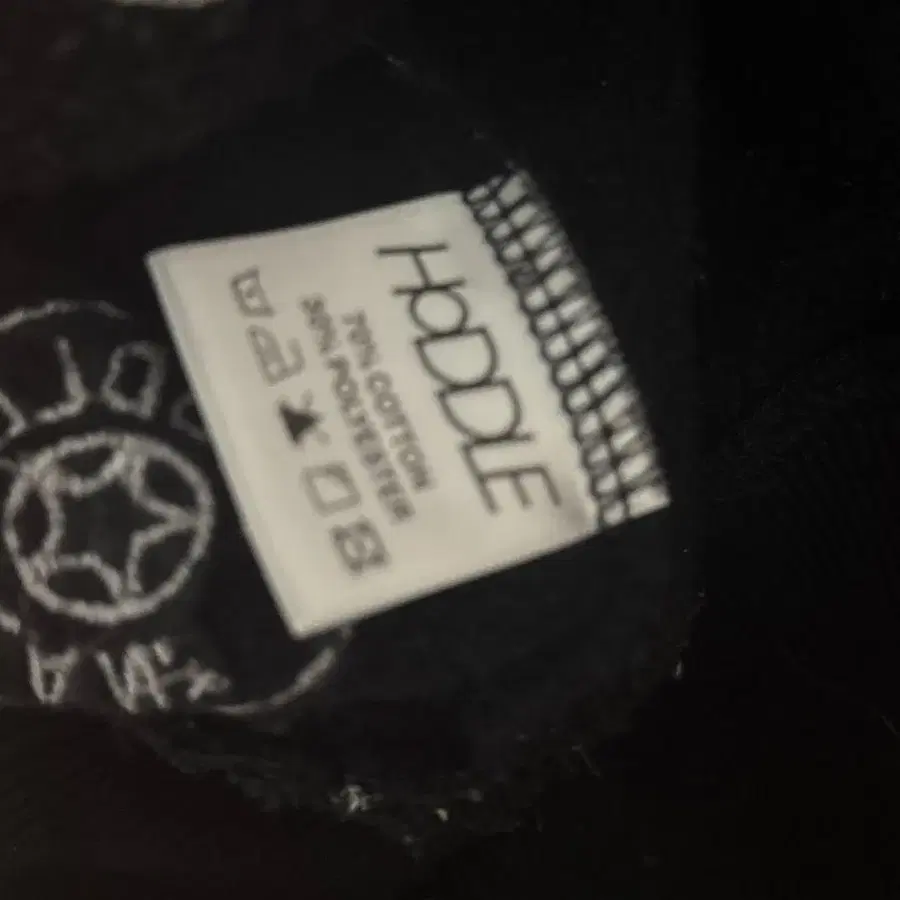 HoDDLE
70% COTTON
30% POLYESTER